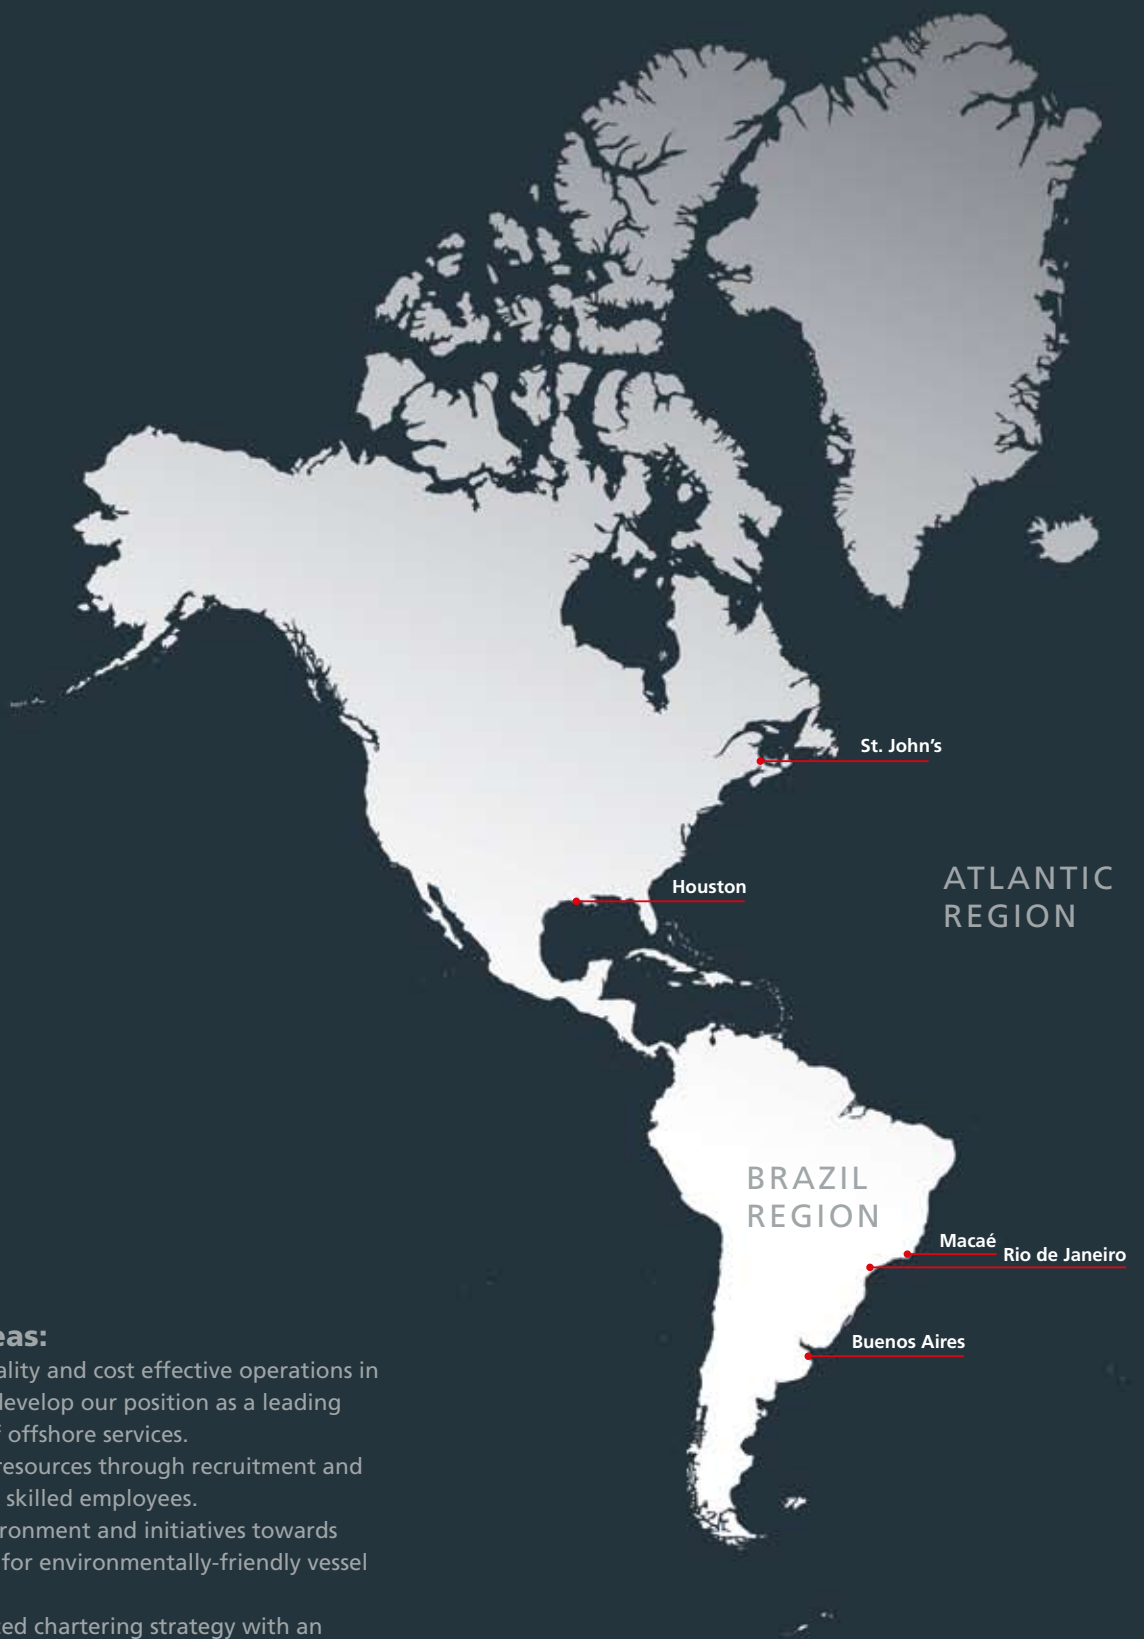 St. John’s
Houston
ATLANTIC
REGION
BRAZIL
REGION
Macaé
Rio de Janeiro
Buenos Aires
eas:
ality and cost effective operations in
develop our position as a leading
f offshore services.
resources through recruitment and
skilled employees.
ronment and initiatives towards
for environmentally-friendly vessel
ted chartering strategy with an